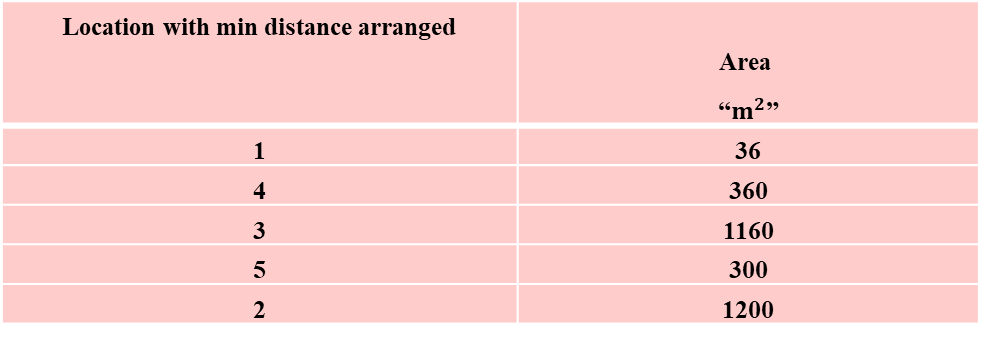 Location with min distance arranged
Area
“m²”
1 36
4 360
3 1160
5 300
2 1200